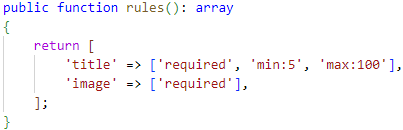 public function rules(): array
{
    return [
        'title' => ['required', 'min:5', 'max:100'],
        'image' => ['required'],
    ];
}